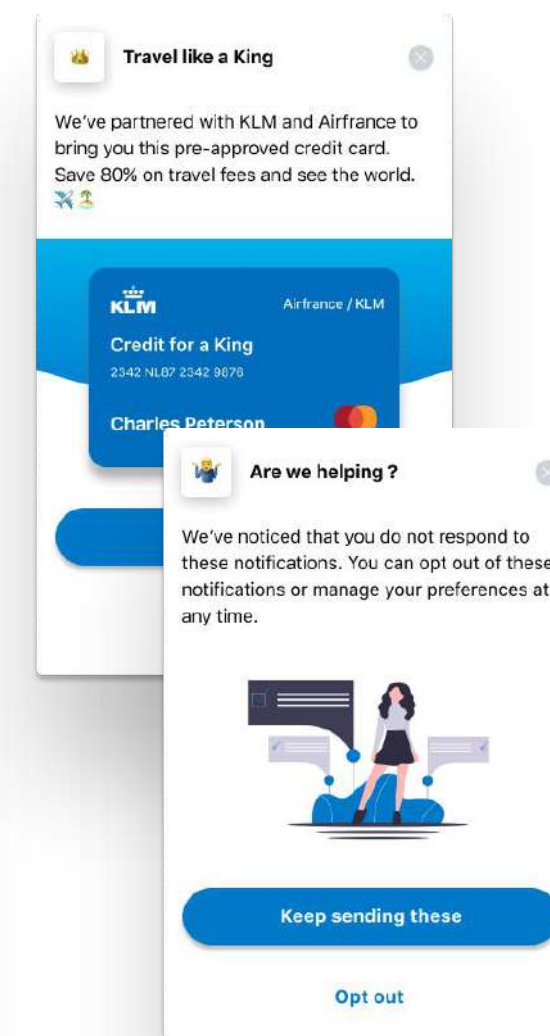 Travel like a King
We've partnered with KLM and Airfrance to
bring you this pre-approved credit card.
Save 80% on travel fees and see the world.
KLM
Airfrance / KLM
Credit for a King
2342 NL87 2342 9876
Charles Peterson
Are we helping ?
We've noticed that you do not respond to
these notifications. You can opt out of these
notifications or manage your preferences at
any time.
Keep sending these
Opt out